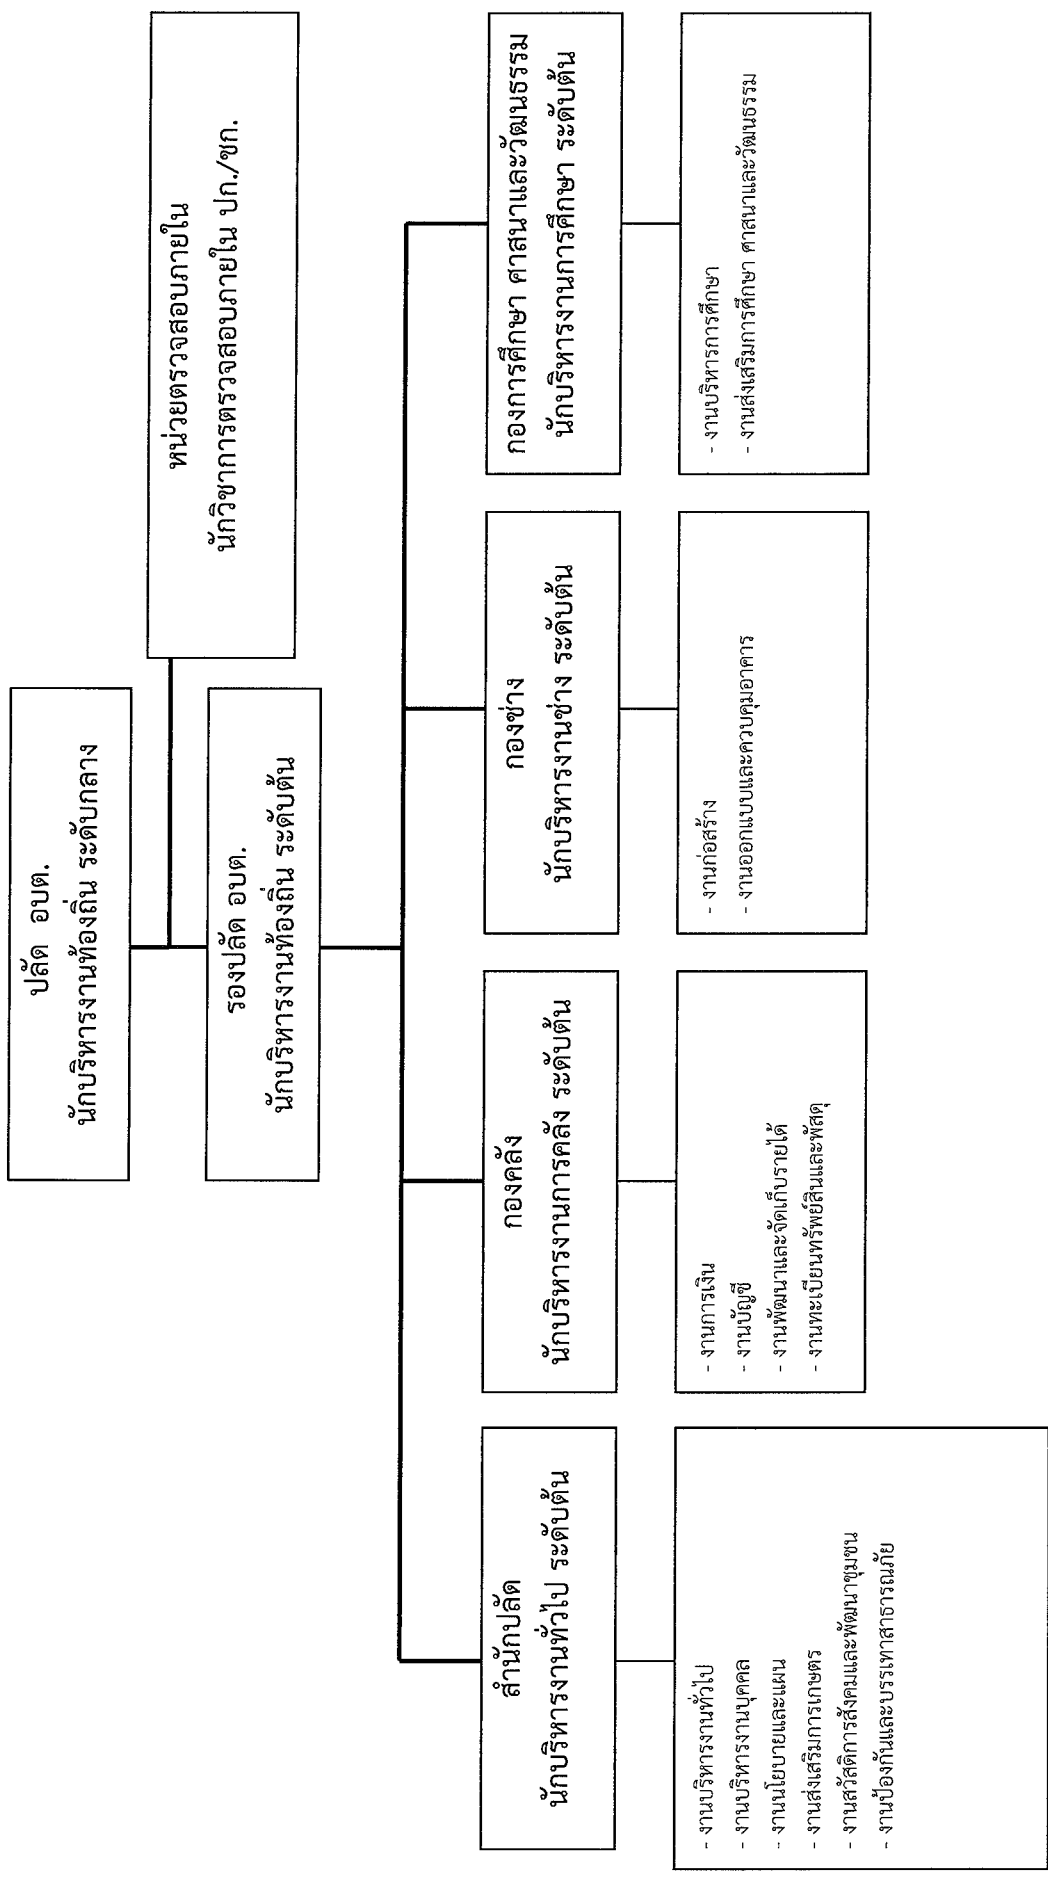 ปลัด อบต.
นักบริหารงานท้องถิ่น ระดับกลาง
หน่วยตรวจสอบภายใน
นักวิชาการตรวจสอบภายใน ปก./ชก.
รองปลัด อบต.
นักบริหารงานท้องถิ่น ระดับต้น
สำนักปลัด
นักบริหารงานทั่วไป ระดับต้น
- งานบริหารงานทั่วไป
- งานบริหารงานบุคคล
- งานนโยบายและแผน
- งานส่งเสริมการเกษตร
- งานสวัสดิการสังคมและพัฒนาชุมชน
- งานป้องกันและบรรเทาสาธารณภัย
กองคลัง
นักบริหารงานการคลัง ระดับต้น
- งานการเงิน
- งานบัญชี
- งานพัฒนาและจัดเก็บรายได้
- งานทะเบียนทรัพย์สินและพัสดุ
กองช่าง
นักบริหารงานช่าง ระดับต้น
- งานก่อสร้าง
- งานออกแบบและควบคุมอาคาร
กองการศึกษา ศาสนาและวัฒนธรรม
นักบริหารงานการศึกษา ระดับต้น
- งานบริหารการศึกษา
- งานส่งเสริมการศึกษา ศาสนาและวัฒนธรรม